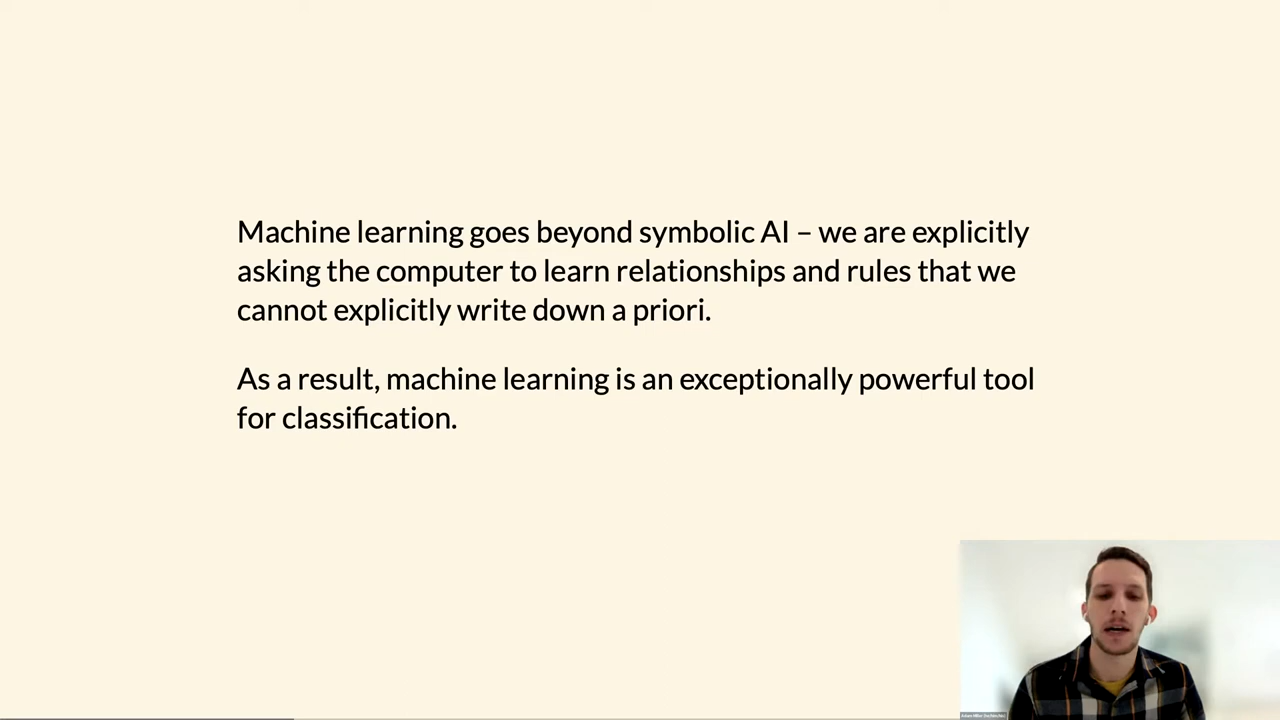 Machine learning goes beyond symbolic AI – we are explicitly
asking the computer to learn relationships and rules that we
cannot explicitly write down a priori.
As a result, machine learning is an exceptionally powerful tool
for classification.